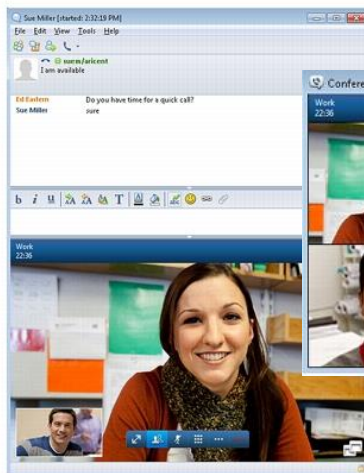 Sue Miller [started: 2:32:19 PM]
File Edit View Tools Help
suem/aricent
I am available
Ed Eastern Do you have time for a quick call?
Sue Miller sure
b i u A A A T A
Work
22:36
Confere
Work
22:36